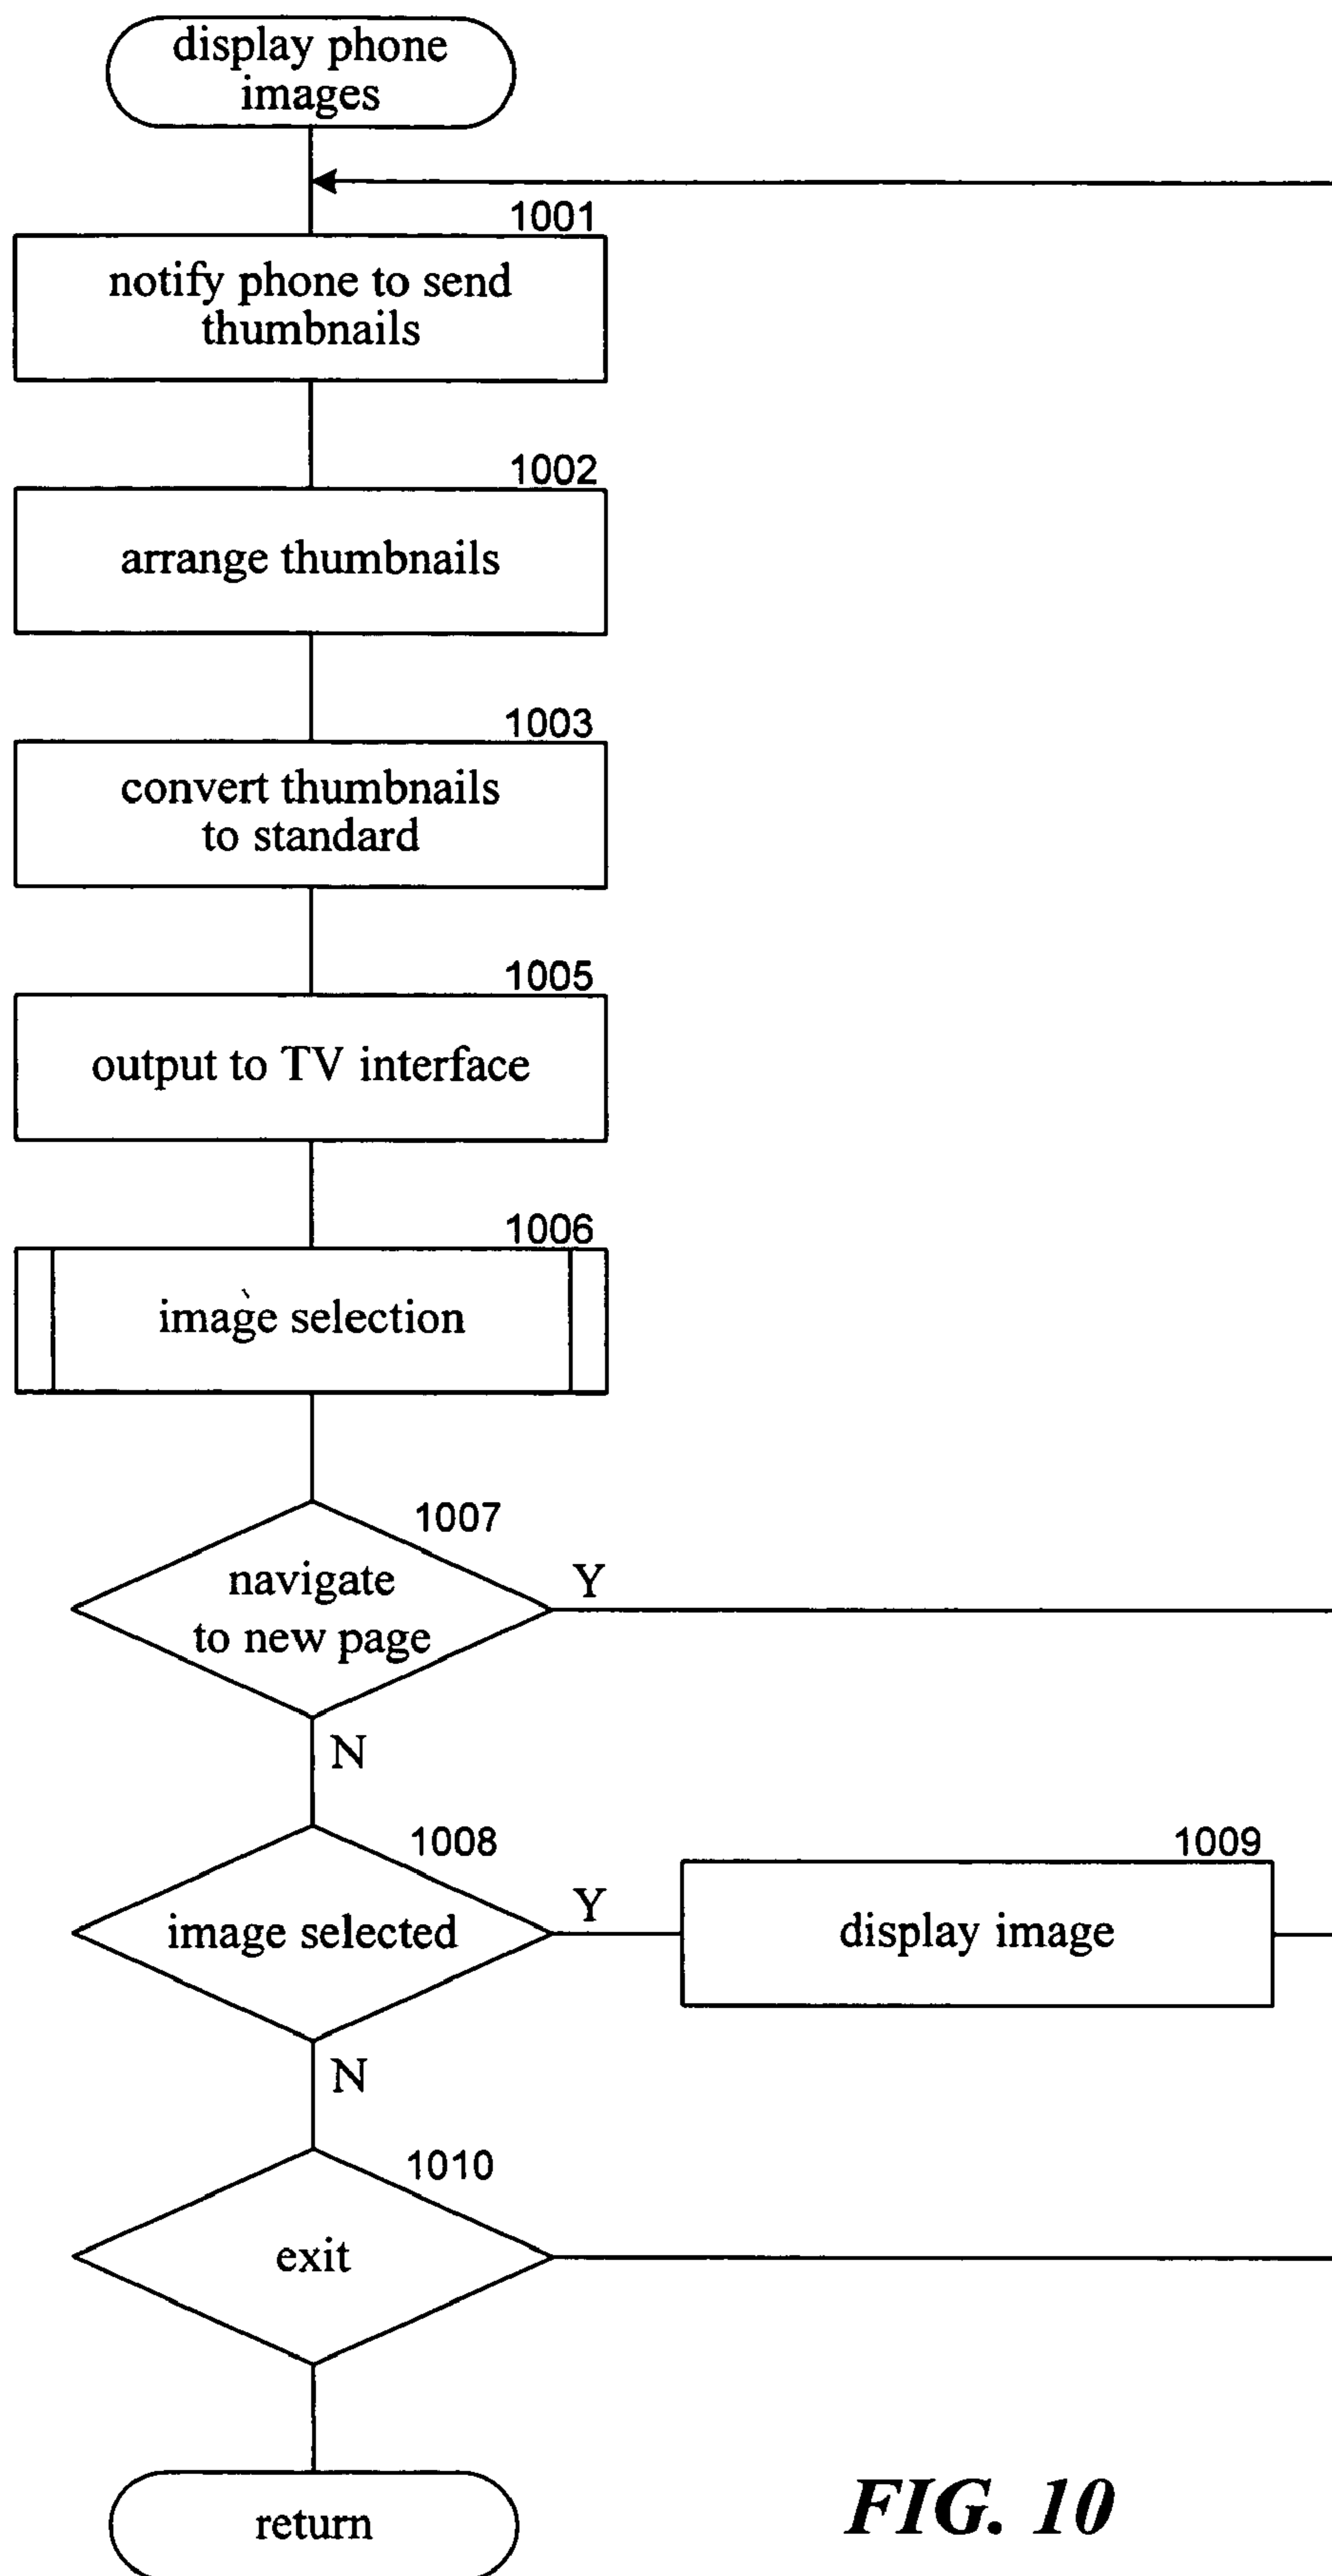 display phone
images
1001
notify phone to send
thumbnails
1002
arrange thumbnails
1003
convert thumbnails
to standard
1005
output to TV interface
1006
image selection
1007
navigate
to new page
Y
N
1008
image selected
Y
1009
display image
N
1010
exit
return
FIG. 10